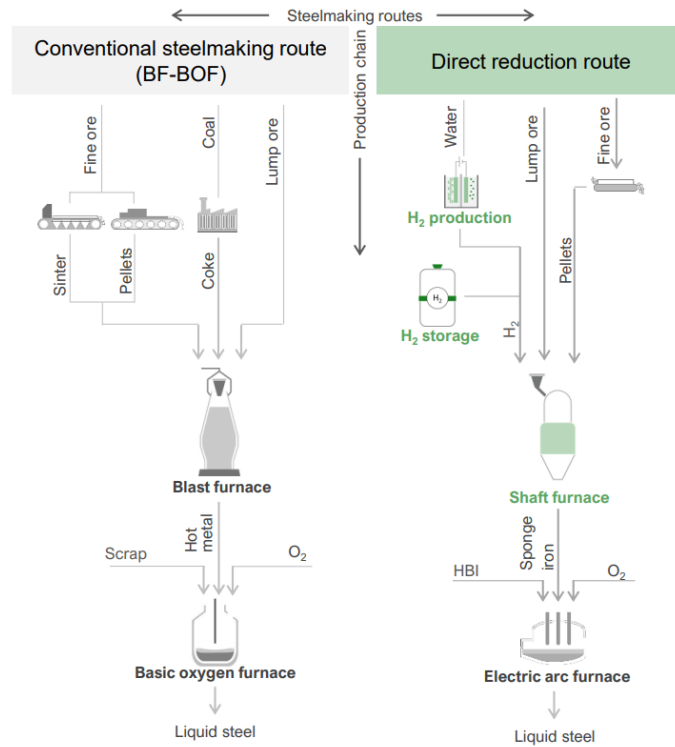 Steelmaking routes
Conventional steelmaking route
(BF-BOF)
Production chain
Direct reduction route
Fine ore
Coal
Lump ore
Water
Lump ore
Fine ore
H₂ production
Sinter
Pellets
Coke
Pellets
H₂
H₂ storage
H₂
Blast furnace
Shaft furnace
Hot
metal
Sponge
iron
Scrap
O₂
HBI
O₂
Basic oxygen furnace
Electric arc furnace
Liquid steel
Liquid steel